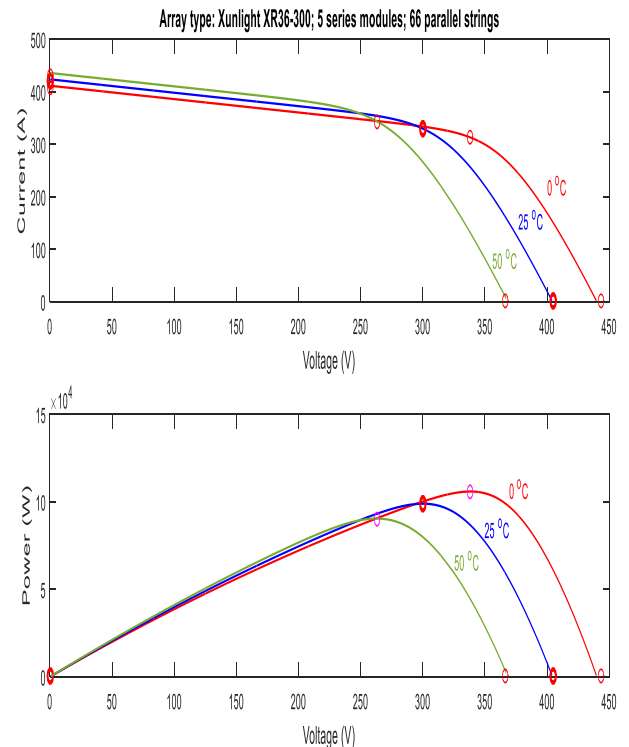 Array type: Xunlight XR36-300; 5 series modules; 66 parallel strings
500
400
300
200
100
0
Current (A)
0 °C
25 °C
50 °C
0 50 100 150 200 250 300 350 400 450
Voltage (V)
×10⁴
15
10
5
0
Power (W)
0 °C
25 °C
50 °C
0 50 100 150 200 250 300 350 400 450
Voltage (V)